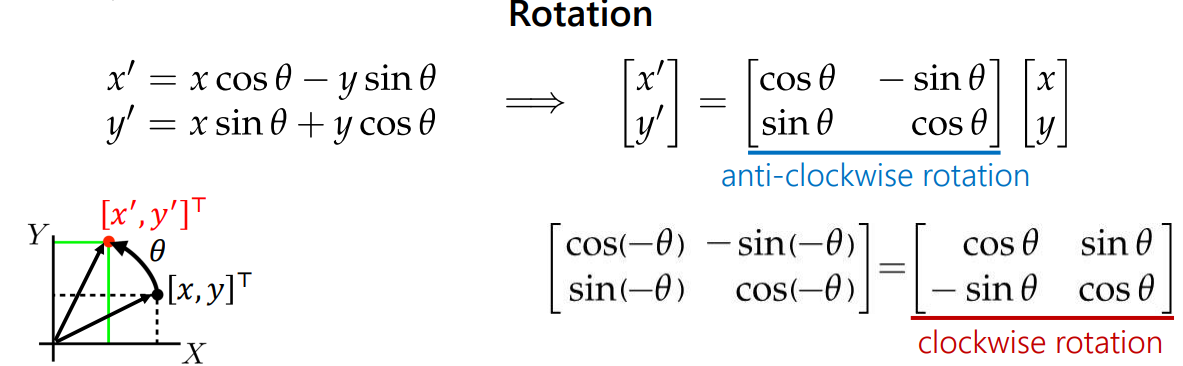 Rotation
x′ = x cos θ − y sin θ ⟹ [x′ y′] = [cos θ − sin θ sin θ cos θ] [x y]
y′ = x sin θ + y cos θ
anti-clockwise rotation
[x′, y′]⊤
Y
θ
[x, y]⊤
X
[cos(−θ) − sin(−θ) sin(−θ) cos(−θ)] = [cos θ sin θ − sin θ cos θ]
clockwise rotation